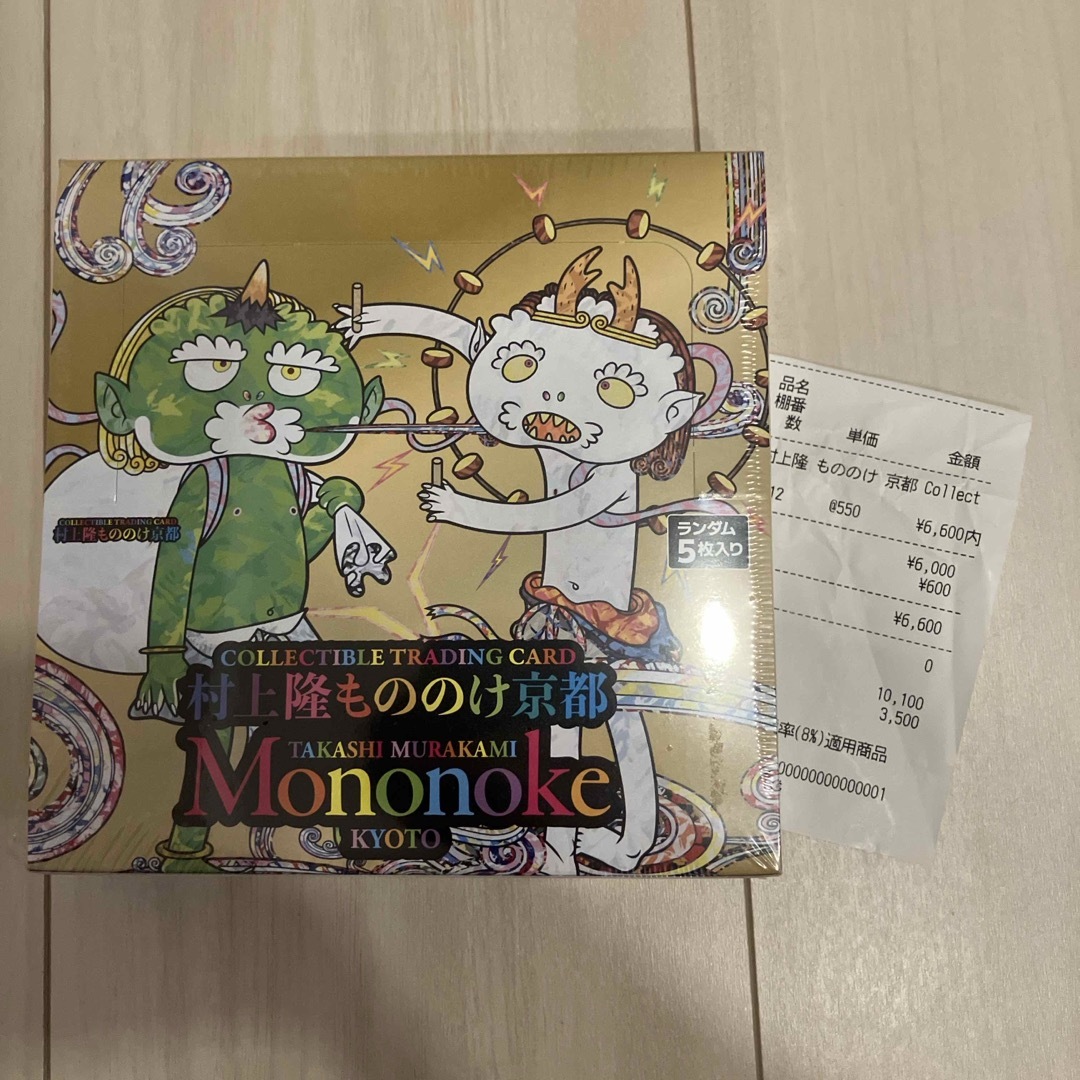 COLLECTIBLE TRADING CARD
村上隆もののけ京都
ランダム
5枚入り
COLLECTIBLE TRADING CARD
村上隆もののけ京都
TAKASHI MURAKAMI
Mononoke
KYOTO
品名
棚番
数 単価 金額
村上隆 もののけ 京都 Collect
12 @550 ¥6,600内
¥6,000
¥600
¥6,600
0
10,100
3,500
率(8%)適用商品
00000000000001